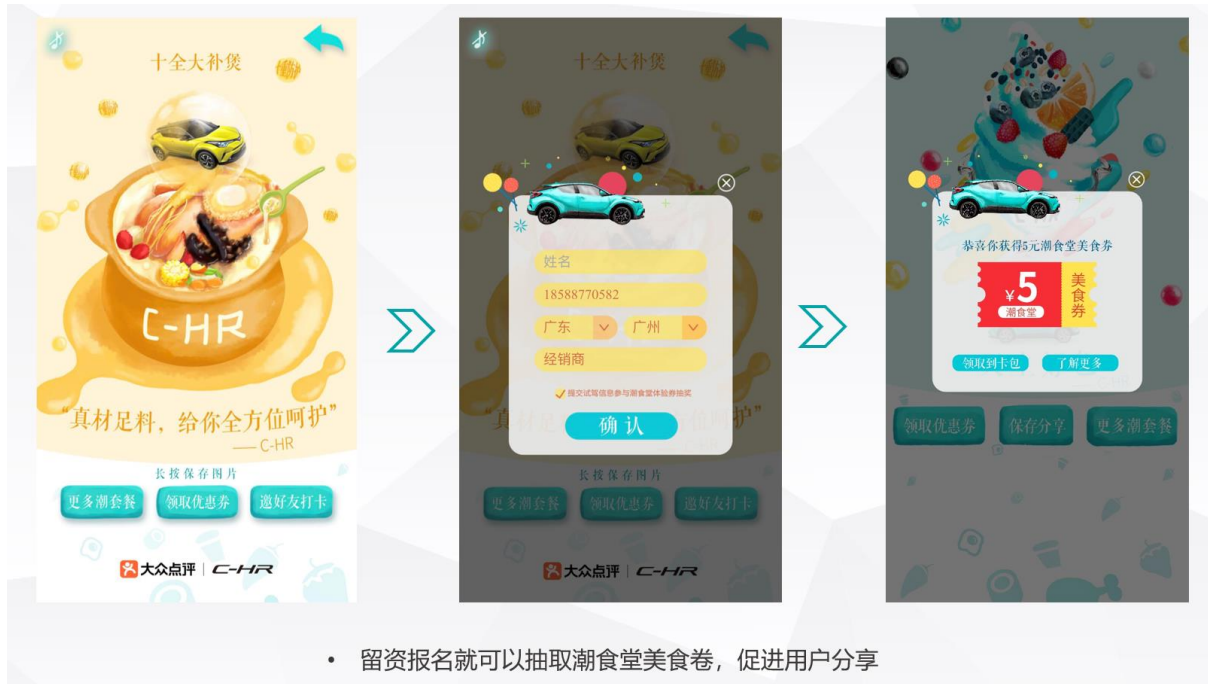 十全大补煲
C-HR
“真材足料，给你全方位呵护”
—— C-HR
长按保存图片
更多潮套餐
领取优惠券
邀好友打卡
大众点评 | C-HR
十全大补煲
姓名
18588770582
广东
广州
经销商
提交试驾信息参与潮食堂体验券抽奖
确认
长按保存图片
更多潮套餐
领取优惠券
邀好友打卡
大众点评 | C-HR
恭喜你获得5元潮食堂美食券
¥5
潮食堂
美食券
领取到卡包
了解更多
领取优惠券
保存分享
更多潮套餐
• 留资报名就可以抽取潮食堂美食卷，促进用户分享